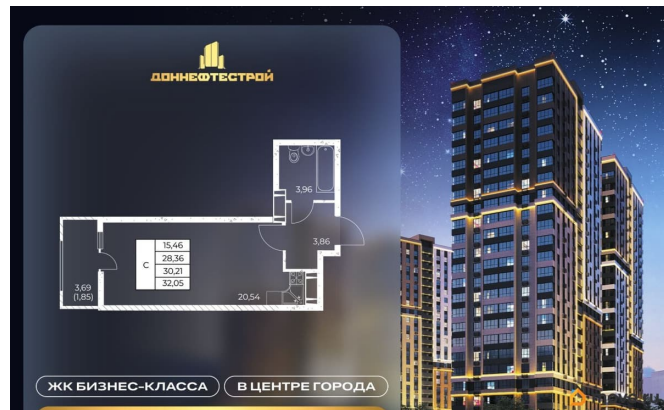 ДОННЕФТЕСТРОЙ
3,96
3,86
С
15,46
28,36
30,21
32,05
3,69
(1,85)
20,54
ЖК БИЗНЕС-КЛАССА
В ЦЕНТРЕ ГОРОДА